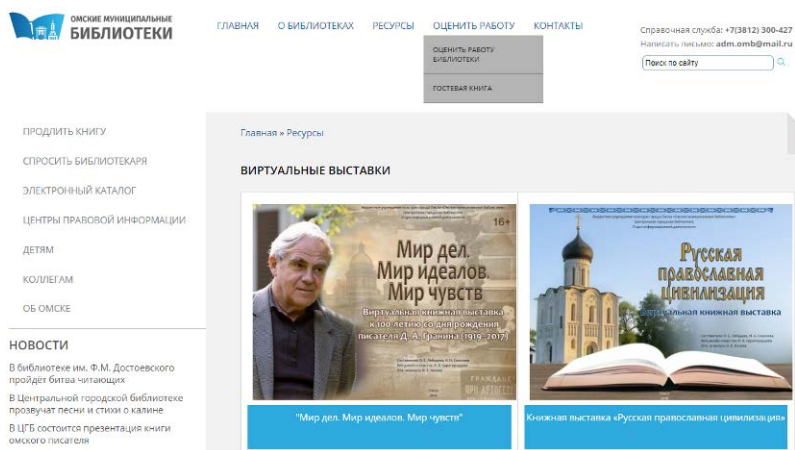 ОМСКИЕ МУНИЦИПАЛЬНЫЕ
БИБЛИОТЕКИ
ГЛАВНАЯ О БИБЛИОТЕКАХ РЕСУРСЫ ОЦЕНИТЬ РАБОТУ КОНТАКТЫ
ОЦЕНИТЬ РАБОТУ
БИБЛИОТЕКИ
ГОСТЕВАЯ КНИГА
Справочная служба: +7(3812) 300-427
Написать письмо: adm.omb@mail.ru
Поиск по сайту
ПРОДЛИТЬ КНИГУ
СПРОСИТЬ БИБЛИОТЕКАРЯ
ЭЛЕКТРОННЫЙ КАТАЛОГ
ЦЕНТРЫ ПРАВОВОЙ ИНФОРМАЦИИ
ДЕТЯМ
КОЛЛЕГАМ
ОБ ОМСКЕ
НОВОСТИ
В библиотеке им. Ф.М. Достоевского
пройдёт битва читающих
В Центральной городской библиотеке
прозвучат песни и стихи о калине
В ЦГБ состоится презентация книги
омского писателя
Главная » Ресурсы
ВИРТУАЛЬНЫЕ ВЫСТАВКИ
16+
Мир дел.
Мир идеалов.
Мир чувств
Виртуальная книжная выставка
к 100-летию со дня рождения
писателя Д. А. Гранина (1919-2017)
"Мир дел. Мир идеалов. Мир чувств"
Русская
православная
цивилизация
Виртуальная книжная выставка
Книжная выставка «Русская православная цивилизация»